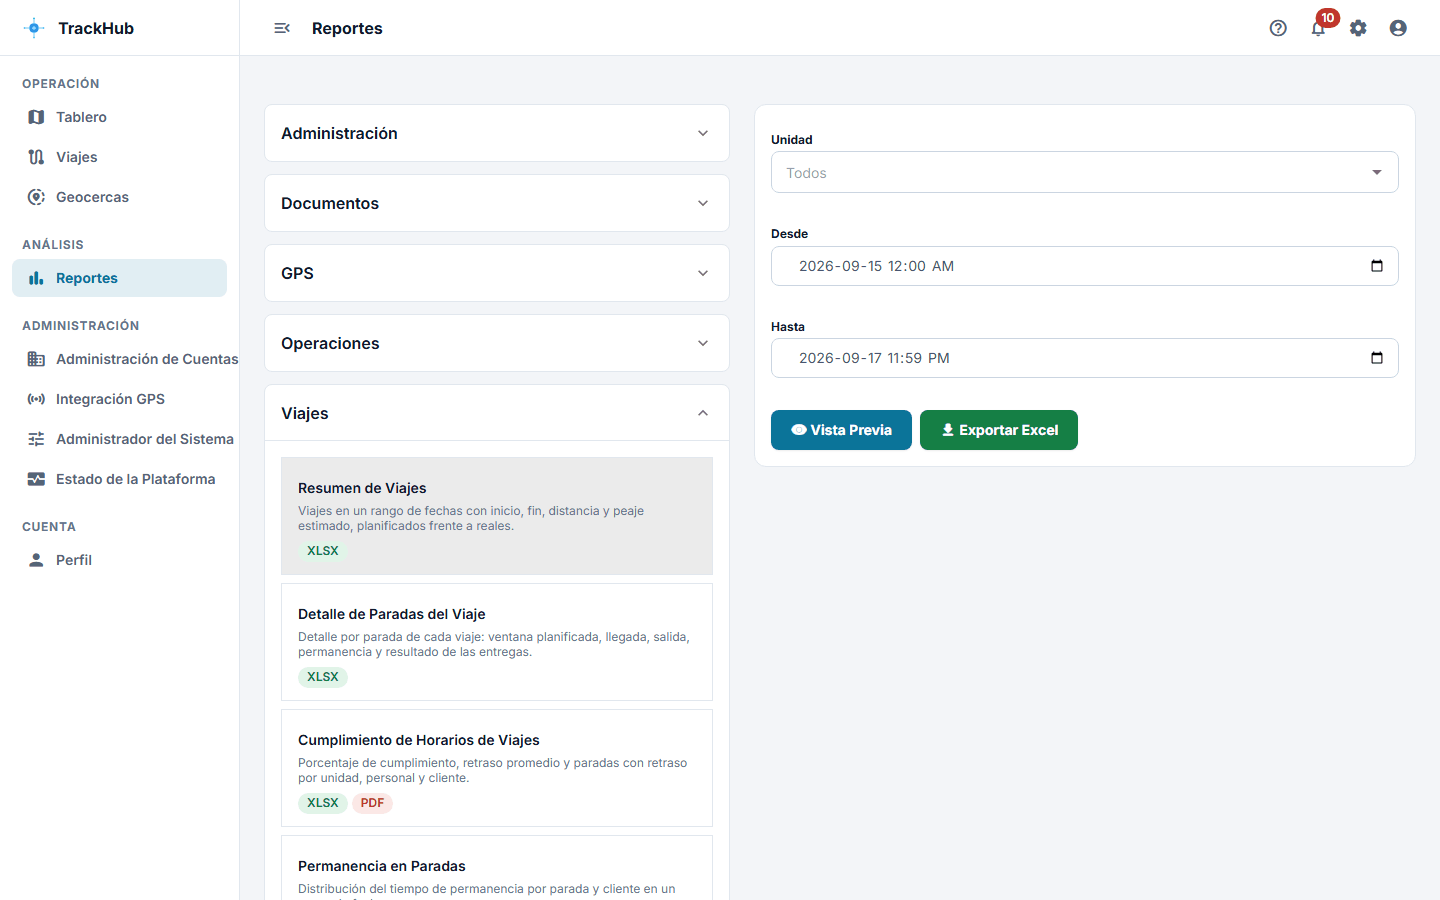 TrackHub
Reportes
10
OPERACIÓN
Tablero
Viajes
Geocercas
ANÁLISIS
Reportes
ADMINISTRACIÓN
Administración de Cuentas
Integración GPS
Administrador del Sistema
Estado de la Plataforma
CUENTA
Perfil
Administración
Documentos
GPS
Operaciones
Viajes
Resumen de Viajes
Viajes en un rango de fechas con inicio, fin, distancia y peaje
estimado, planificados frente a reales.
XLSX
Detalle de Paradas del Viaje
Detalle por parada de cada viaje: ventana planificada, llegada, salida,
permanencia y resultado de las entregas.
XLSX
Cumplimiento de Horarios de Viajes
Porcentaje de cumplimiento, retraso promedio y paradas con retraso
por unidad, personal y cliente.
XLSX PDF
Permanencia en Paradas
Distribución del tiempo de permanencia por parada y cliente en un
Unidad
Todos
Desde
2026-09-15 12:00 AM
Hasta
2026-09-17 11:59 PM
Vista Previa
Exportar Excel